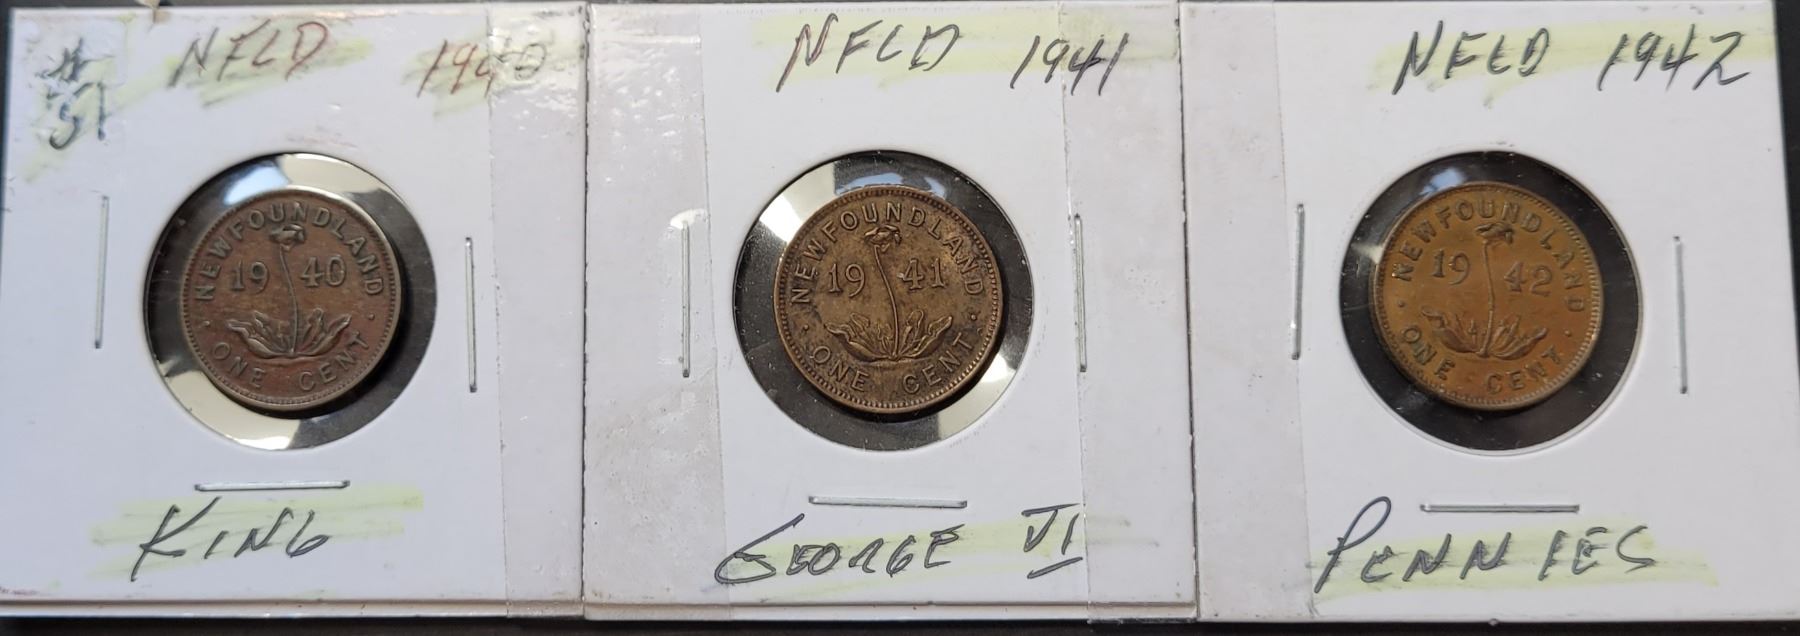 # 51
NFLD 1940
NEWFOUNDLAND
19 40
ONE CENT
KING
NFLD 1941
NEWFOUNDLAND
19 41
ONE CENT
GEORGE VI
NFLD 1942
NEWFOUNDLAND
19 42
ONE CENT
PENNIES